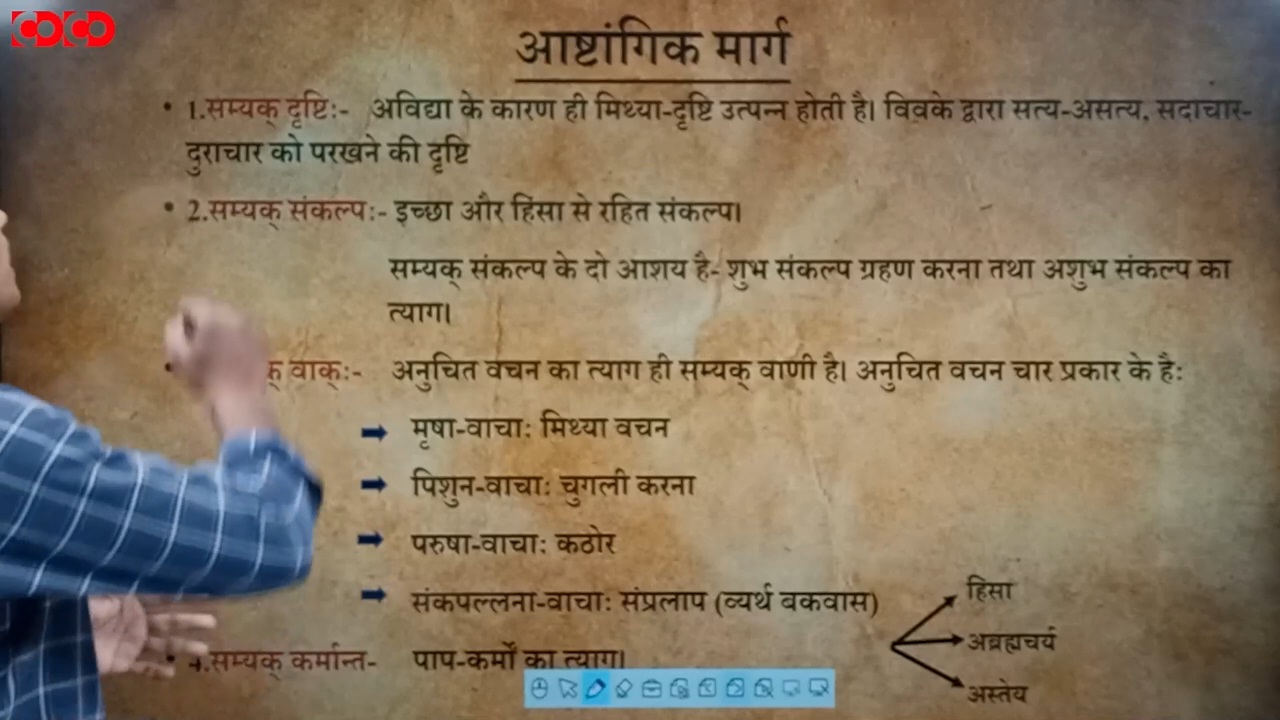 आष्टांगिक मार्ग
• 1.सम्यक् दृष्टिः- अविद्या के कारण ही मिथ्या-दृष्टि उत्पन्न होती है। विवके द्वारा सत्य-असत्य, सदाचार-
दुराचार को परखने की दृष्टि
• 2.सम्यक् संकल्पः- इच्छा और हिंसा से रहित संकल्प।
सम्यक् संकल्प के दो आशय है- शुभ संकल्प ग्रहण करना तथा अशुभ संकल्प का
त्याग।
वाक्ः- अनुचित वचन का त्याग ही सम्यक् वाणी है। अनुचित वचन चार प्रकार के हैः
मृषा-वाचाः मिथ्या वचन
पिशुन-वाचाः चुगली करना
परुषा-वाचाः कठोर
संकपल्लना-वाचाः संप्रलाप (व्यर्थ बकवास)
हिसा
अब्रह्मचर्य
अस्तेय
• 4.सम्यक् कर्मान्त- पाप-कर्मों का त्याग।